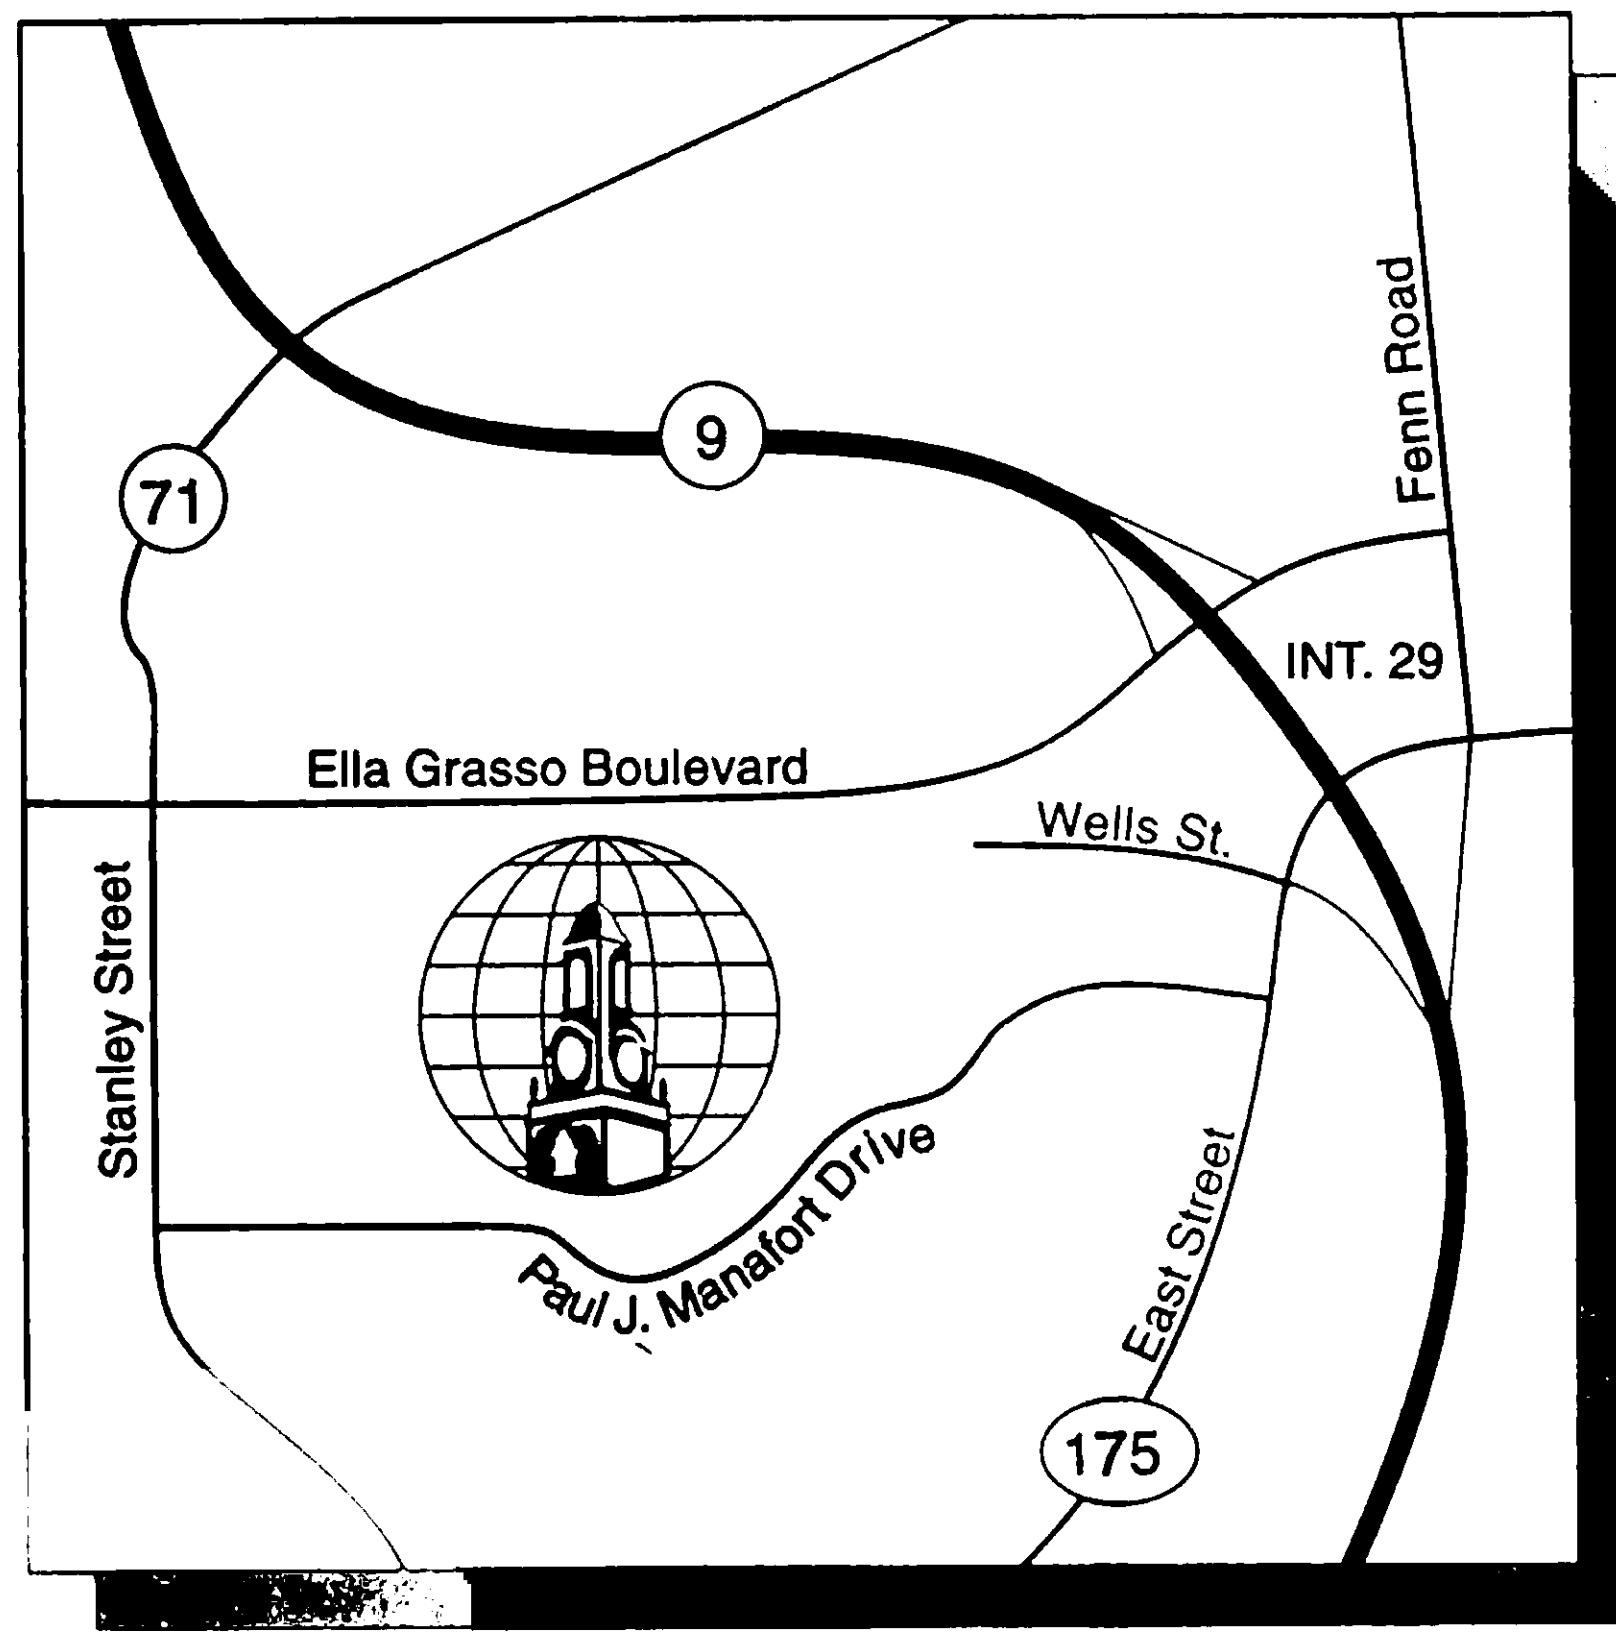 Fenn Road
9
71
INT. 29
Ella Grasso Boulevard
Wells St.
Stanley Street
Paul J. Manafort Drive
East Street
175